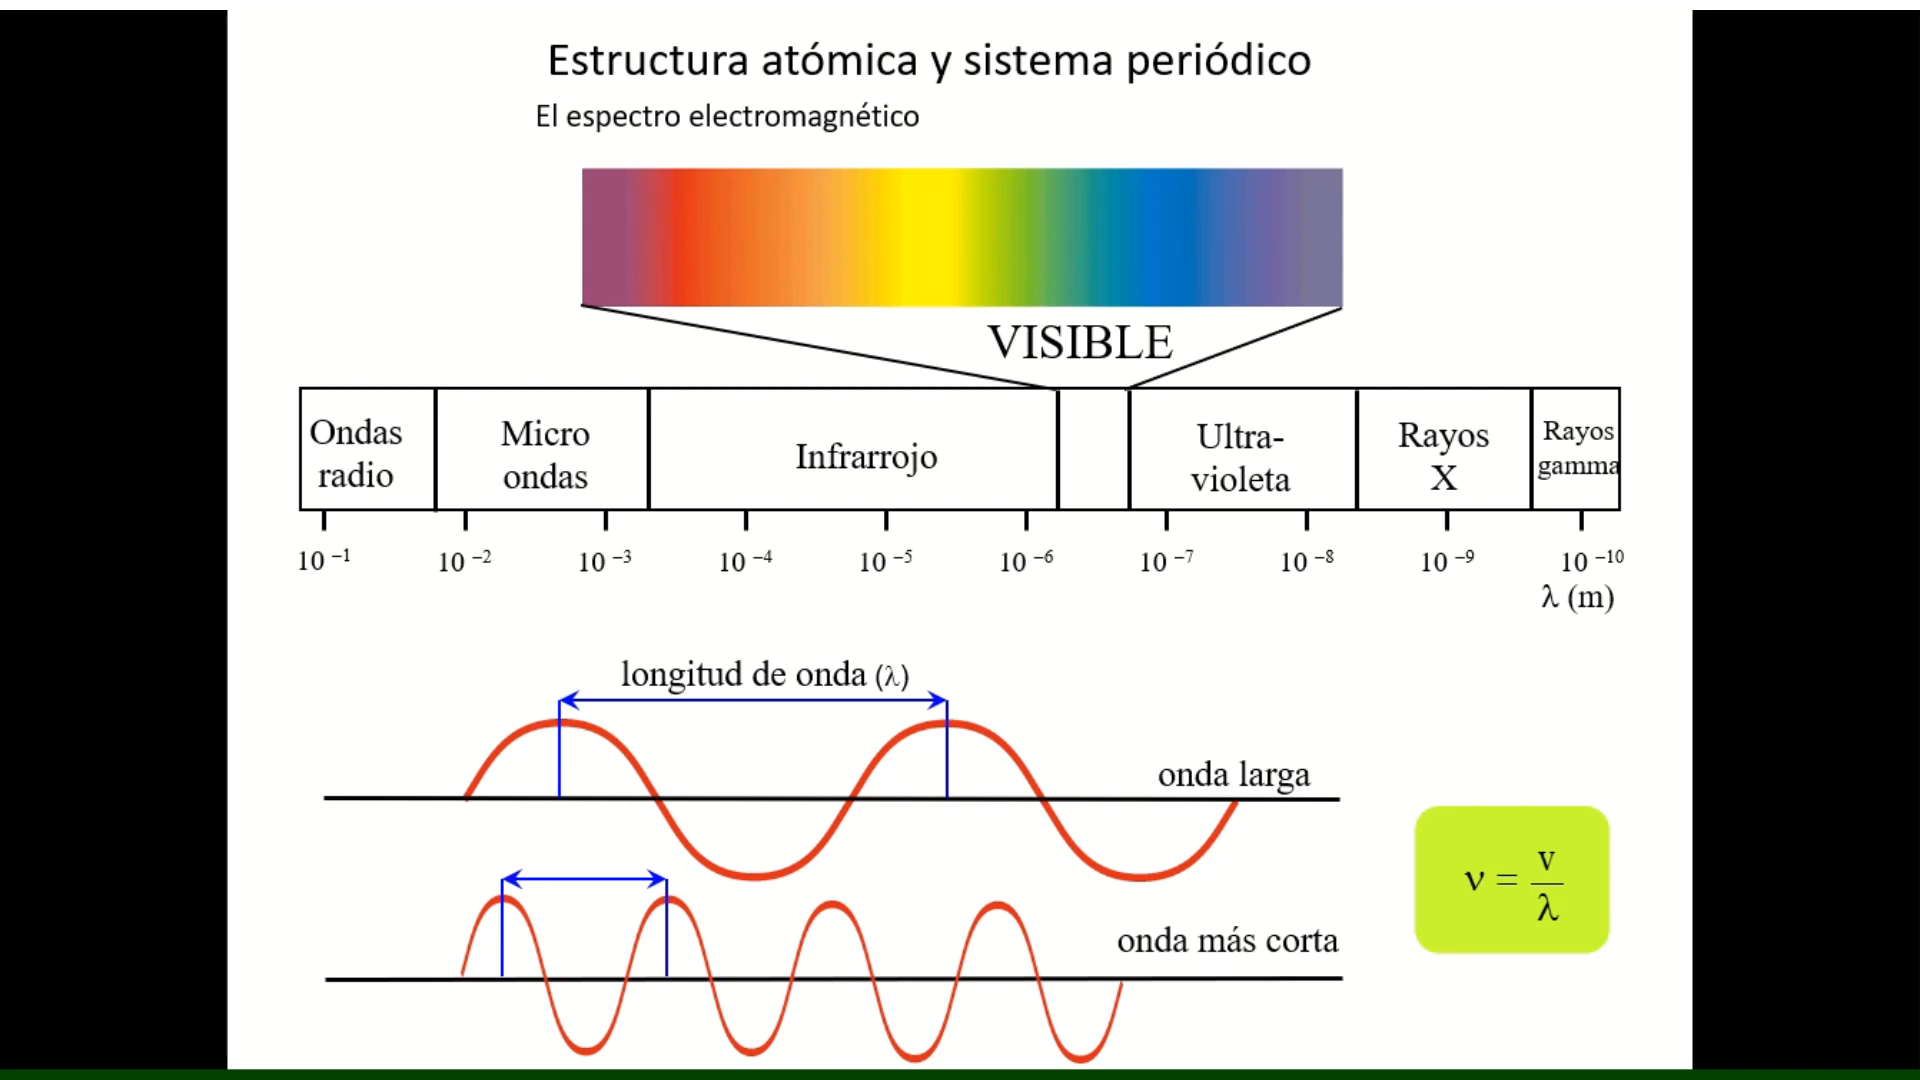 Estructura atómica y sistema periódico
El espectro electromagnético
VISIBLE
Ondas radio
Micro ondas
Infrarrojo
Ultra-violeta
Rayos X
Rayos gamma
10 –1 10 –2 10 –3 10 –4 10 –5 10 –6 10 –7 10 –8 10 –9 10 –10
λ (m)
longitud de onda (λ)
onda larga
ν = v / λ
onda más corta